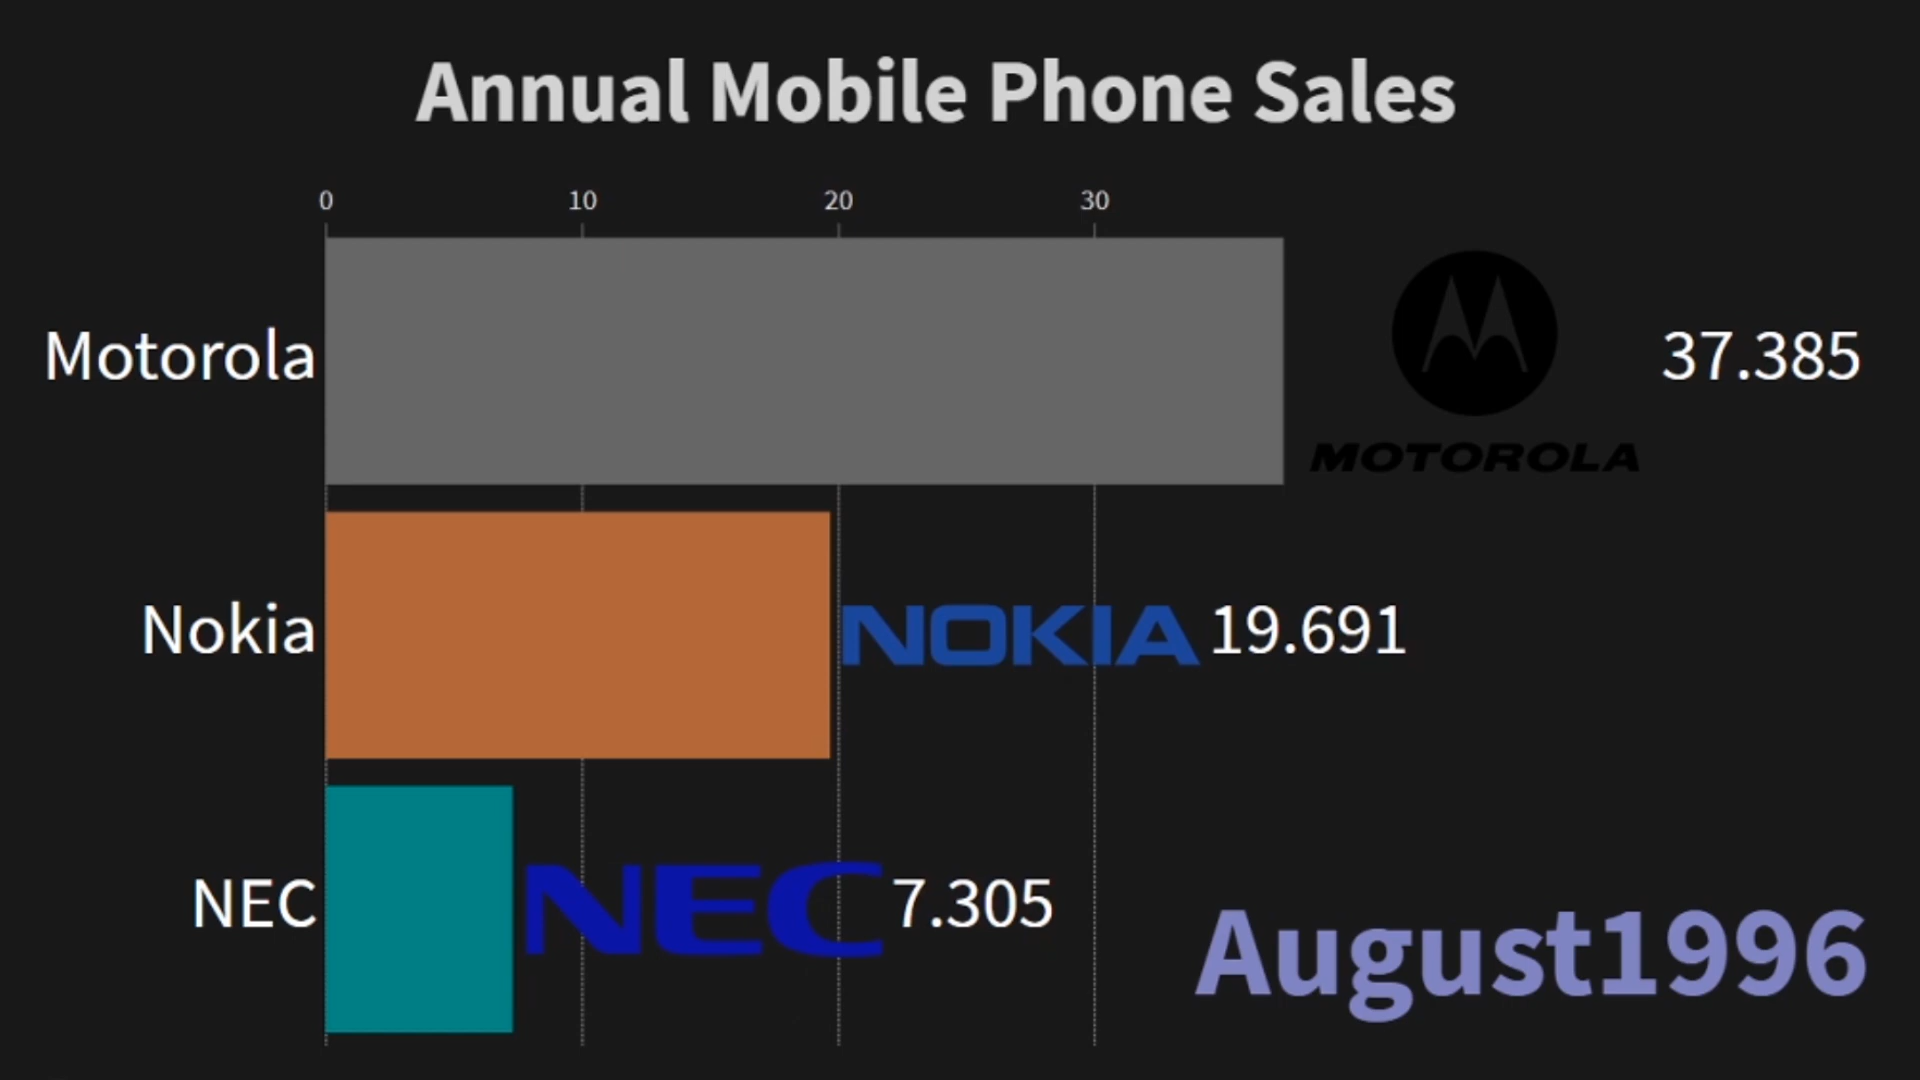 Annual Mobile Phone Sales
0 10 20 30
Motorola MOTOROLA 37.385
Nokia NOKIA 19.691
NEC NEC 7.305
August1996